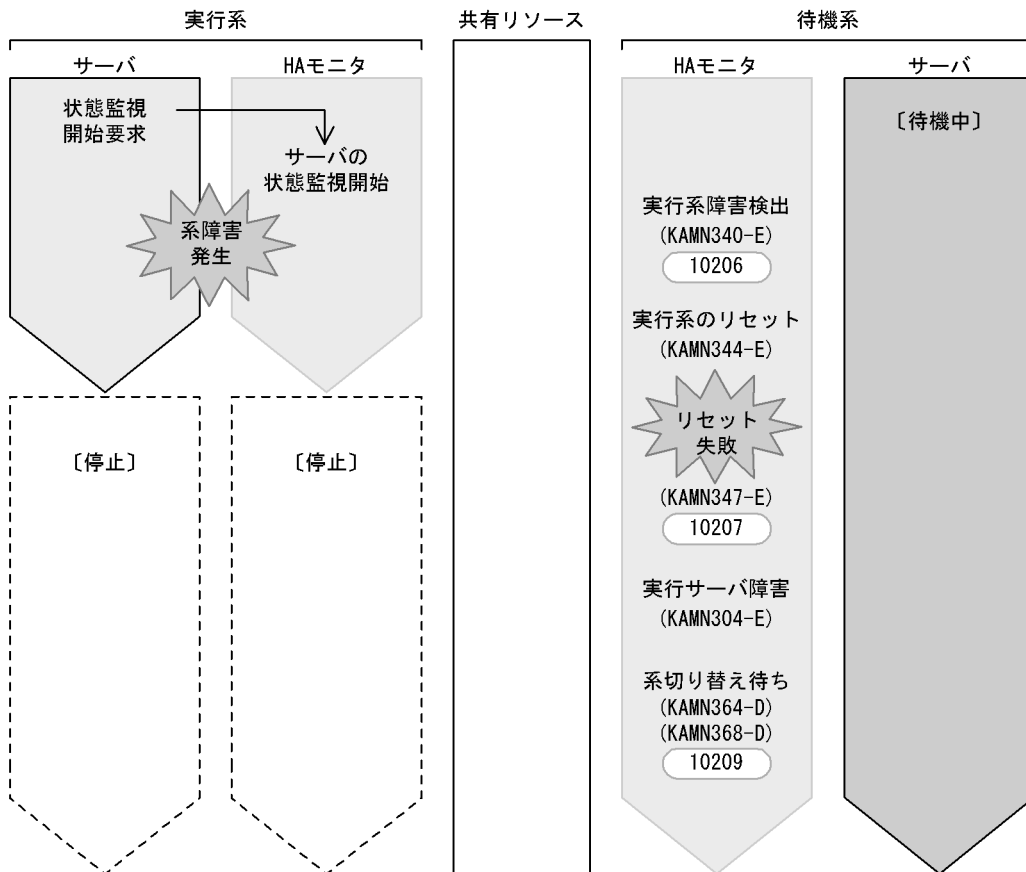 実行系
共有リソース
待機系
サーバ
HAモニタ
HAモニタ
サーバ
状態監視
開始要求
サーバの
状態監視開始
系障害
発生
〔停止〕
〔停止〕
実行系障害検出
(KAMN340-E)
10206
実行系のリセット
(KAMN344-E)
リセット
失敗
(KAMN347-E)
10207
実行サーバ障害
(KAMN304-E)
系切り替え待ち
(KAMN364-D)
(KAMN368-D)
10209
〔待機中〕